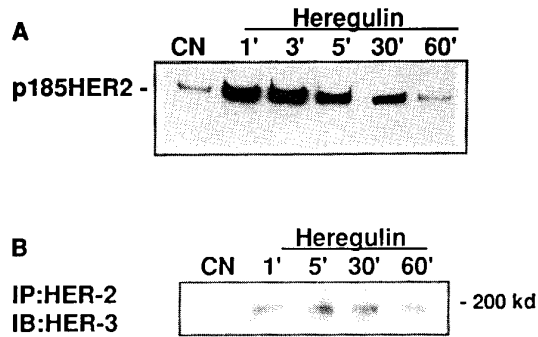 A
Heregulin
CN 1' 3' 5' 30' 60'
p185HER2 -
B
Heregulin
CN 1' 5' 30' 60'
IP:HER-2
IB:HER-3
- 200 kd